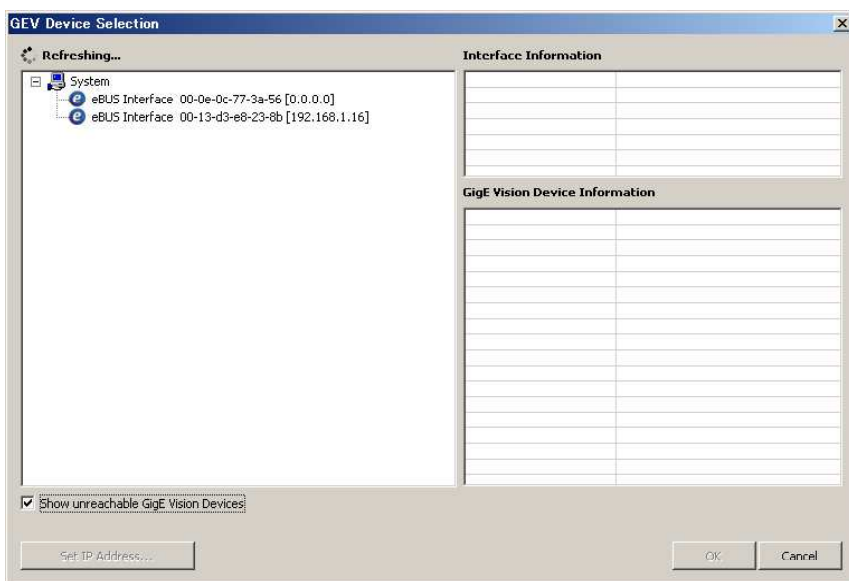 GEV Device Selection
Refreshing...
System
eBUS Interface 00-0e-0c-77-3a-56 [0.0.0.0]
eBUS Interface 00-13-d3-e8-23-8b [192.168.1.16]
Show unreachable GigE Vision Devices
Set IP Address...
Interface Information
GigE Vision Device Information
OK
Cancel